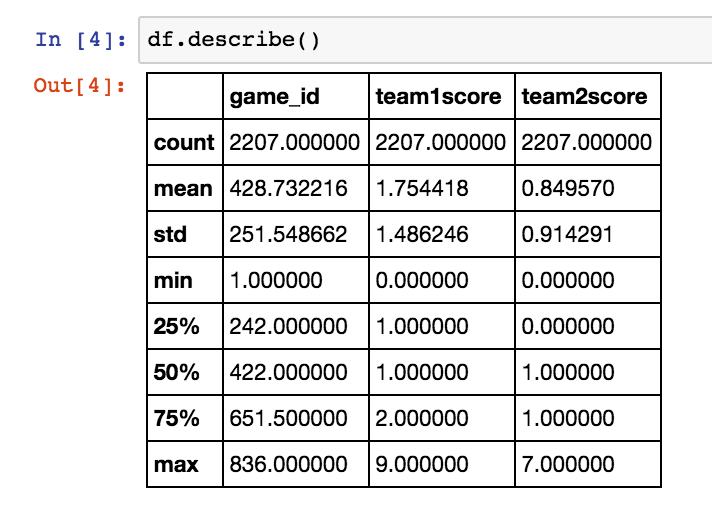 In [4]: df.describe()
Out[4]:
game_id team1score team2score
count 2207.000000 2207.000000 2207.000000
mean 428.732216 1.754418 0.849570
std 251.548662 1.486246 0.914291
min 1.000000 0.000000 0.000000
25% 242.000000 1.000000 0.000000
50% 422.000000 1.000000 1.000000
75% 651.500000 2.000000 1.000000
max 836.000000 9.000000 7.000000